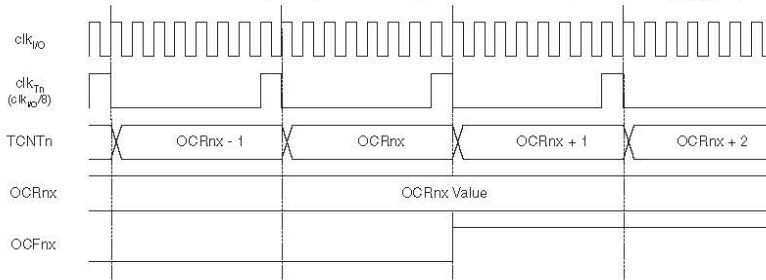 clkI/O
clkTn
(clkI/O/8)
TCNTn
OCRnx - 1
OCRnx
OCRnx + 1
OCRnx + 2
OCRnx
OCRnx Value
OCFnx